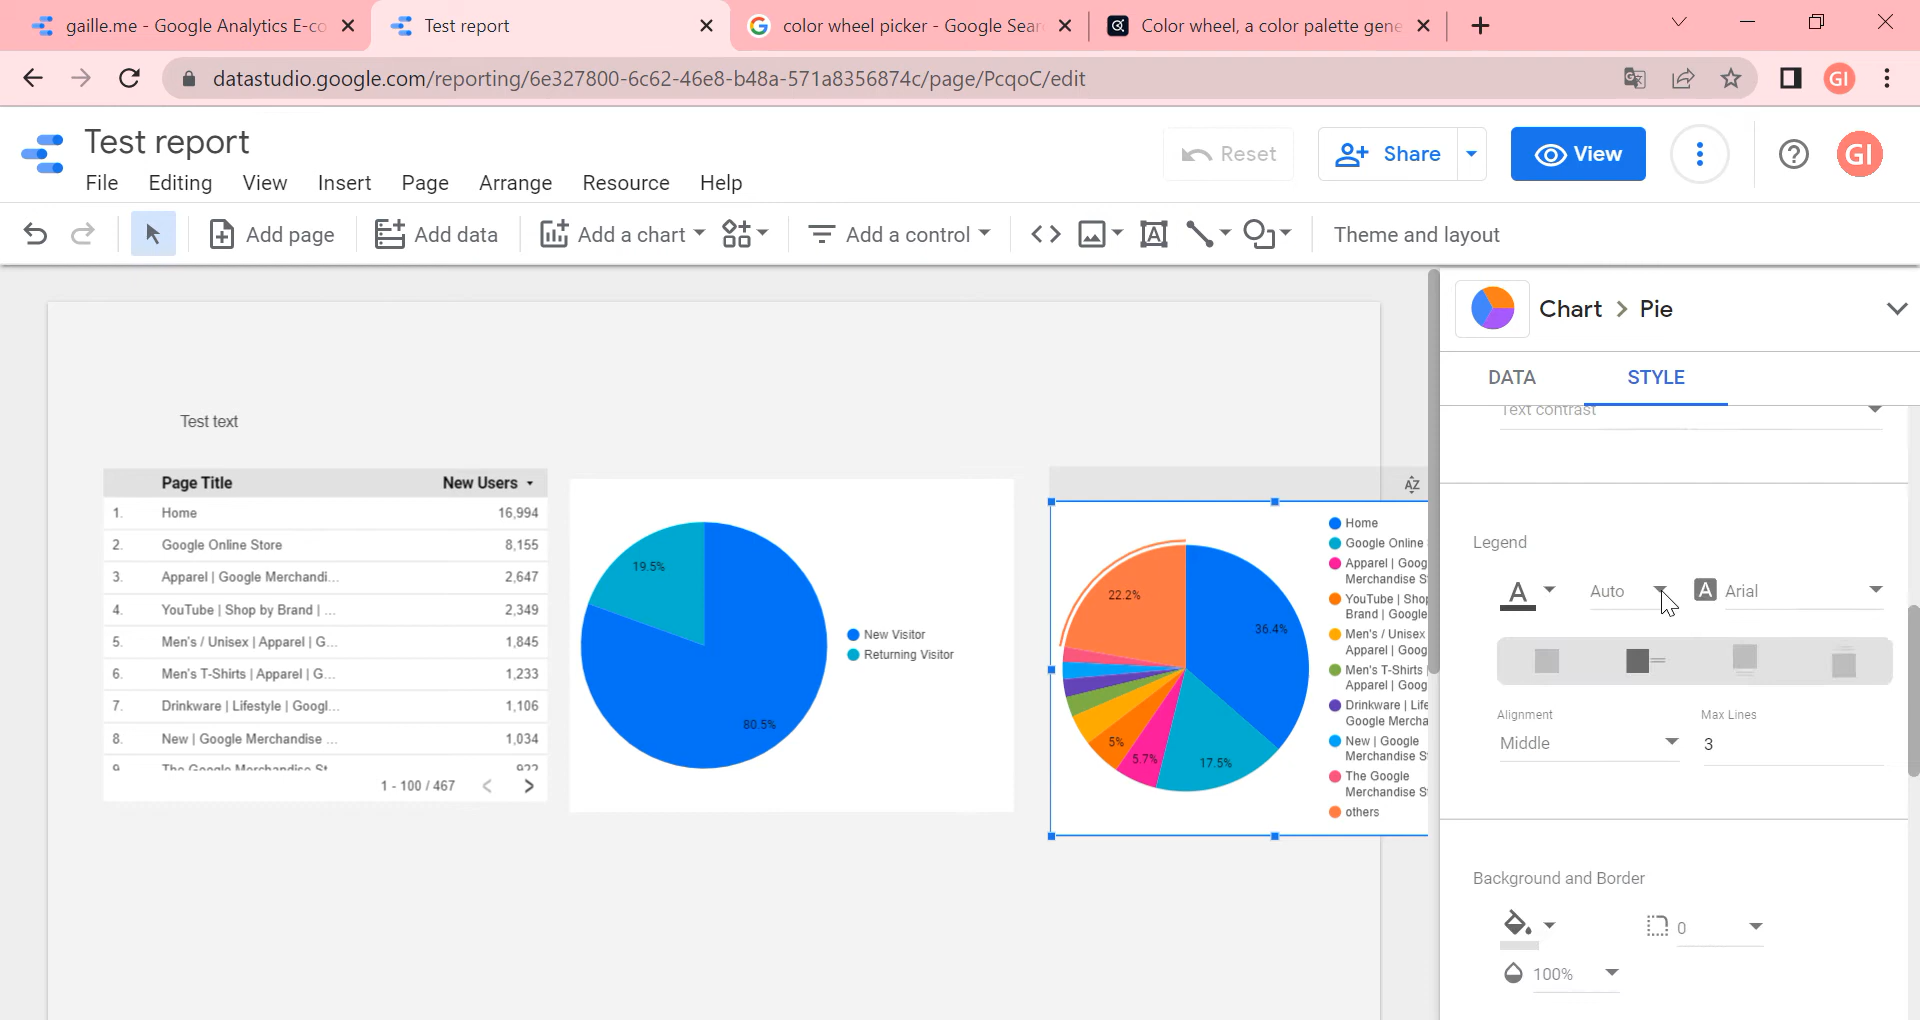 gaille.me - Google Analytics E-co
Test report
color wheel picker - Google Sear
Color wheel, a color palette gene
datastudio.google.com/reporting/6e327800-6c62-46e8-b48a-571a8356874c/page/PcqoC/edit
GI
Test report
Reset
Share
View
GI
File Editing View Insert Page Arrange Resource Help
Add page
Add data
Add a chart
Add a control
Theme and layout
Chart > Pie
DATA
STYLE
Text contrast
Test text
Page Title New Users
1. Home 16,994
2. Google Online Store 8,155
3. Apparel | Google Merchandi... 2,647
4. YouTube | Shop by Brand | ... 2,349
5. Men's / Unisex | Apparel | G... 1,845
6. Men's T-Shirts | Apparel | G... 1,233
7. Drinkware | Lifestyle | Googl... 1,106
8. New | Google Merchandise ... 1,034
9 The Google Merchandise St 922
1 - 100 / 467 < >
19.5%
80.5%
New Visitor
Returning Visitor
AZ
22.2%
36.4%
5%
5.7%
17.5%
Home
Google Online
Apparel | Goog
Merchandise S
YouTube | Shop
Brand | Google
Men's / Unisex
Apparel | Goog
Men's T-Shirts
Apparel | Goog
Drinkware | Life
Google Mercha
New | Google
Merchandise S
The Google
Merchandise S
others
Legend
A
Auto
A Arial
Alignment
Middle
Max Lines
3
Background and Border
0
100%